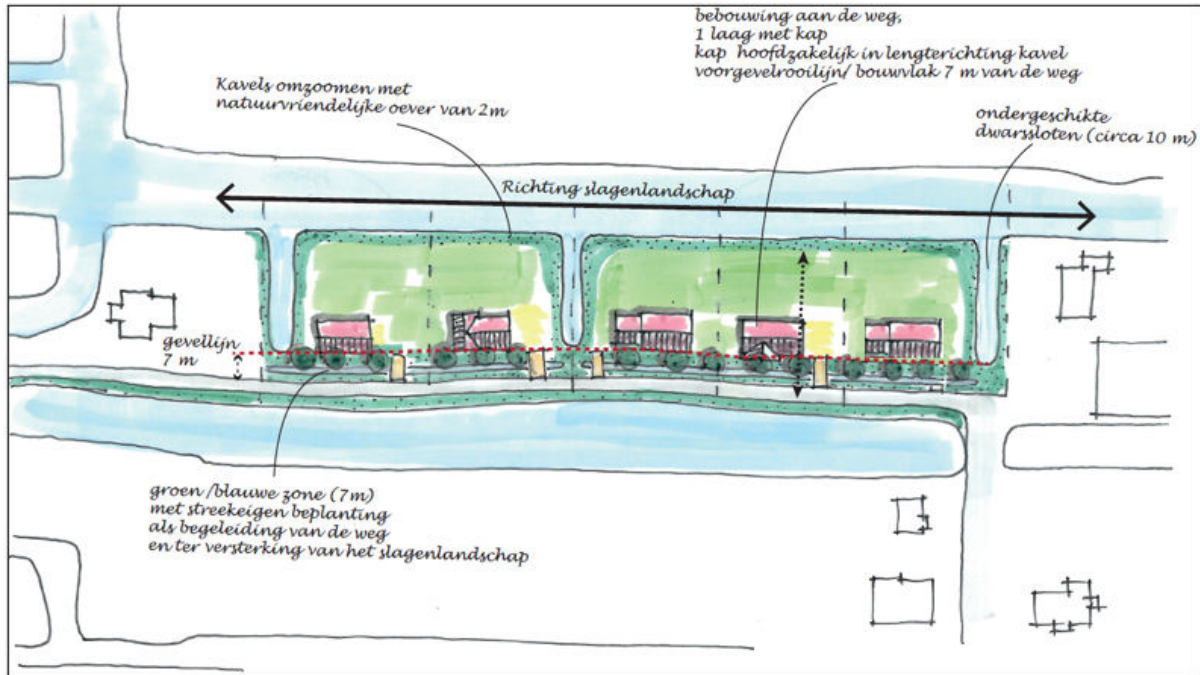 bebouwing aan de weg,
1 laag met kap
kap hoofdzakelijk in lengterichting kavel
voorgevelrooilijn/ bouwvlak 7 m van de weg
Kavels omzoomen met
natuurvriendelijke oever van 2m
ondergeschikte
dwarssloten (circa 10 m)
Richting slagenlandschap
gevellijn
7 m
groen /blauwe zone (7m)
met streekeigen beplanting
als begeleiding van de weg
en ter versterking van het slagenlandschap